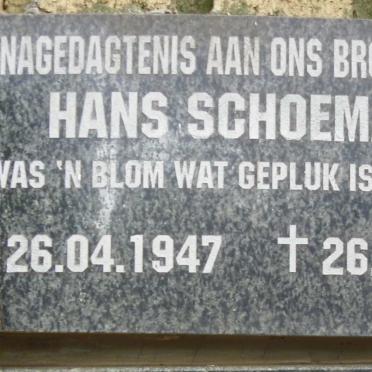 NAGEDAGTENIS AAN ONS BRO
HANS SCHOEM
WAS 'N BLOM WAT GEPLUK IS
26.04.1947 † 26.